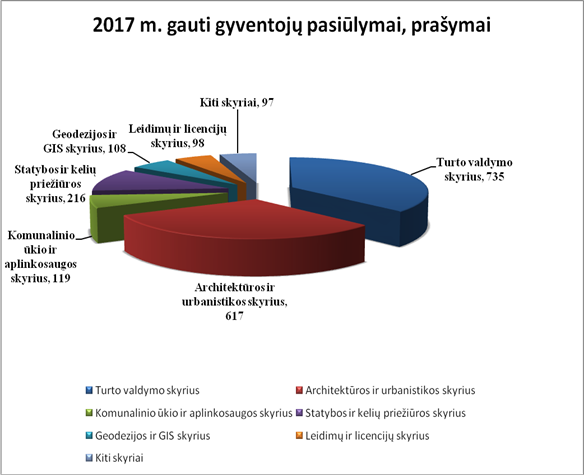 2017 m. gauti gyventojų pasiūlymai, prašymai
Kiti skyriai, 97
Leidimų ir licencijų
skyrius, 98
Geodezijos ir
GIS skyrius, 108
Statybos ir kelių
priežiūros
skyrius, 216
Komunalinio
ūkio ir
aplinkosaugos
skyrius, 119
Turto valdymo
skyrius, 735
Architektūros ir
urbanistikos skyrius,
617
Turto valdymo skyrius
Architektūros ir urbanistikos skyrius
Komunalinio ūkio ir aplinkosaugos skyrius
Statybos ir kelių priežiūros skyrius
Geodezijos ir GIS skyrius
Leidimų ir licencijų skyrius
Kiti skyriai